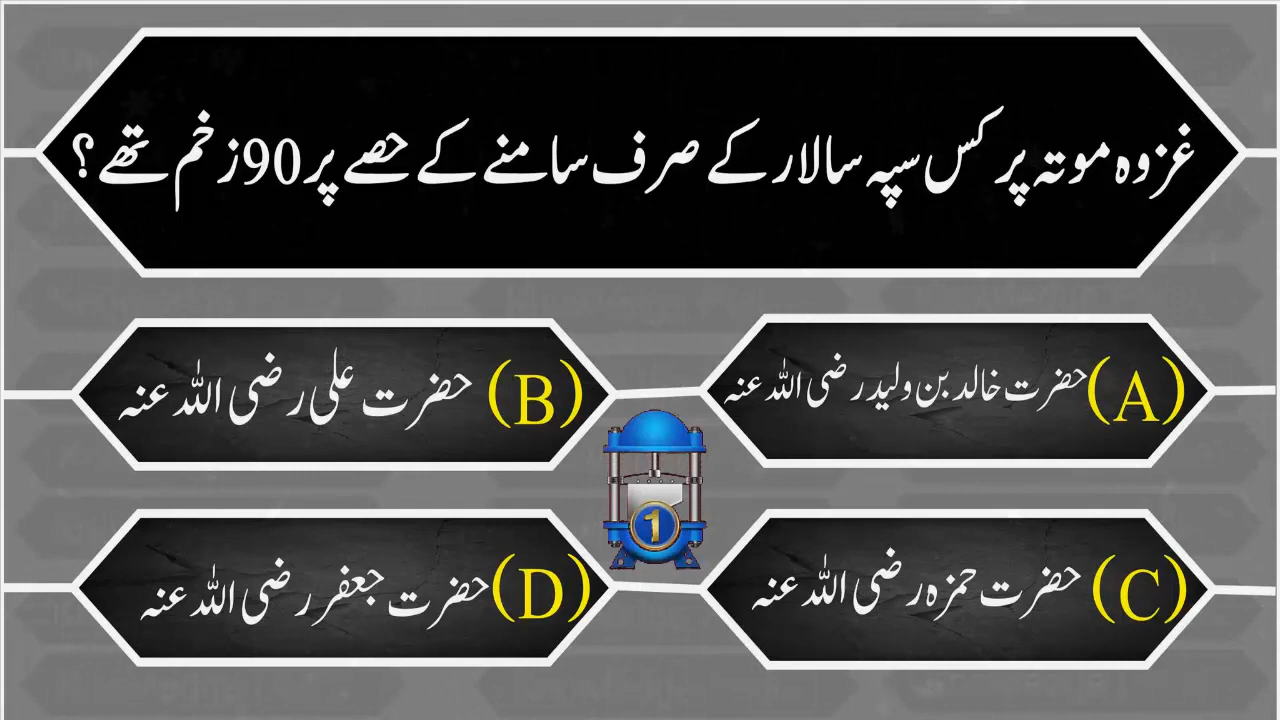 غزوہ موتہ پر کس سپہ سالار کے صرف سامنے کے حصے پر 90 زخم تھے؟
(A) حضرت خالد بن ولید رضی اللہ عنہ
(B) حضرت علی رضی اللہ عنہ
(C) حضرت حمزہ رضی اللہ عنہ
(D) حضرت جعفر رضی اللہ عنہ
1